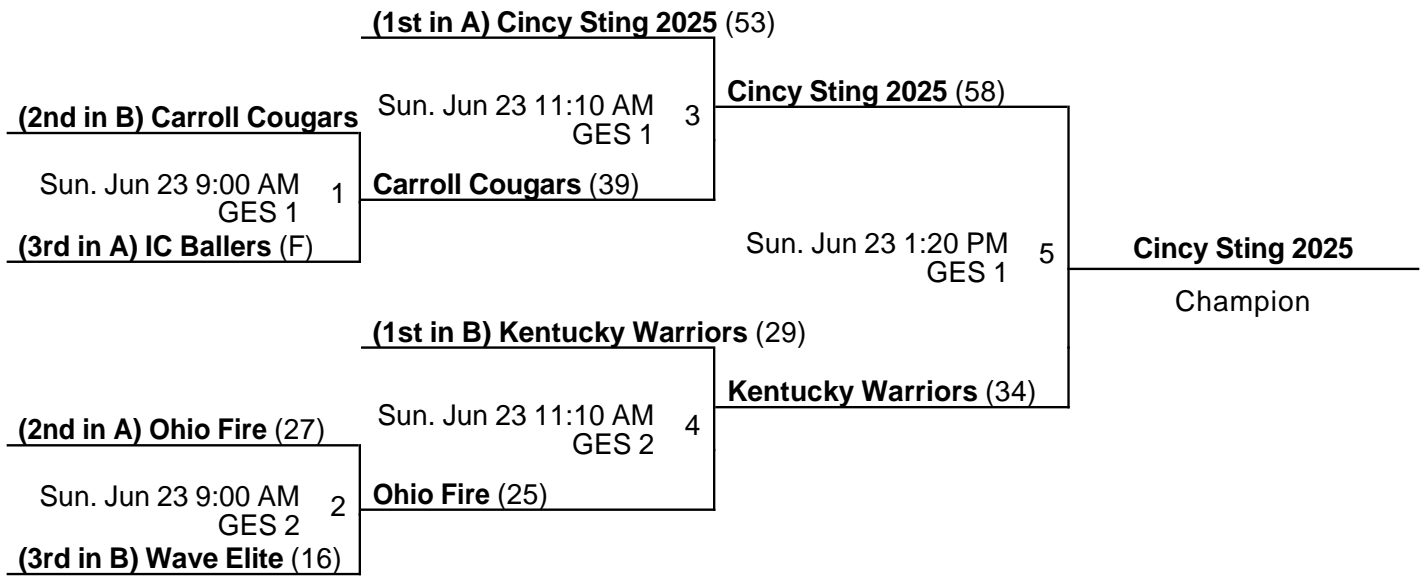 (1st in A) Cincy Sting 2025 (53)
(2nd in B) Carroll Cougars
Sun. Jun 23 11:10 AM
GES 1
3
Cincy Sting 2025 (58)
Sun. Jun 23 9:00 AM
GES 1
1
Carroll Cougars (39)
(3rd in A) IC Ballers (F)
Sun. Jun 23 1:20 PM
GES 1
5
Cincy Sting 2025
Champion
(1st in B) Kentucky Warriors (29)
(2nd in A) Ohio Fire (27)
Sun. Jun 23 11:10 AM
GES 2
4
Kentucky Warriors (34)
Sun. Jun 23 9:00 AM
GES 2
2
Ohio Fire (25)
(3rd in B) Wave Elite (16)